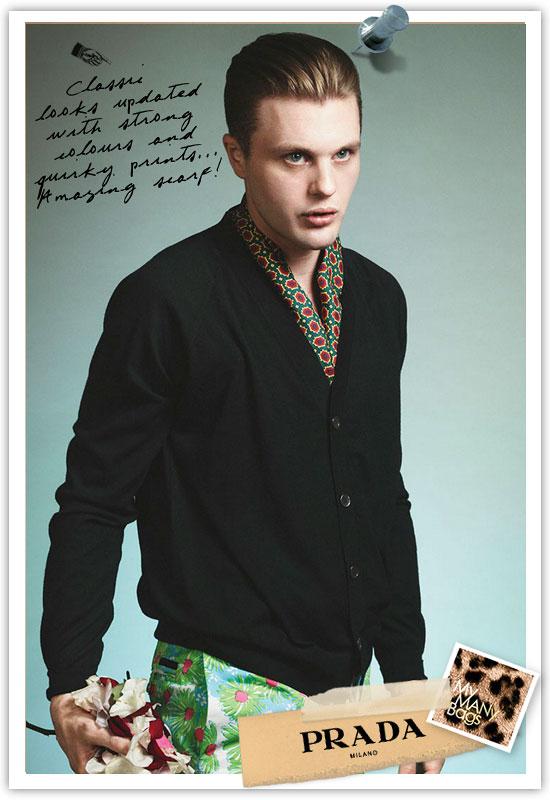 Classic
looks updated
with strong
colours and
quirky prints...
Amazing scarf!
PRADA
MILANO
MY
MANY
Bags